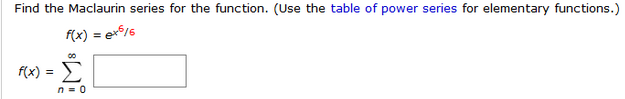 Find the Maclaurin series for the function. (Use the table of power series for elementary functions.)
f(x) = e^(x^6/6)
f(x) = ∞ Σ n = 0